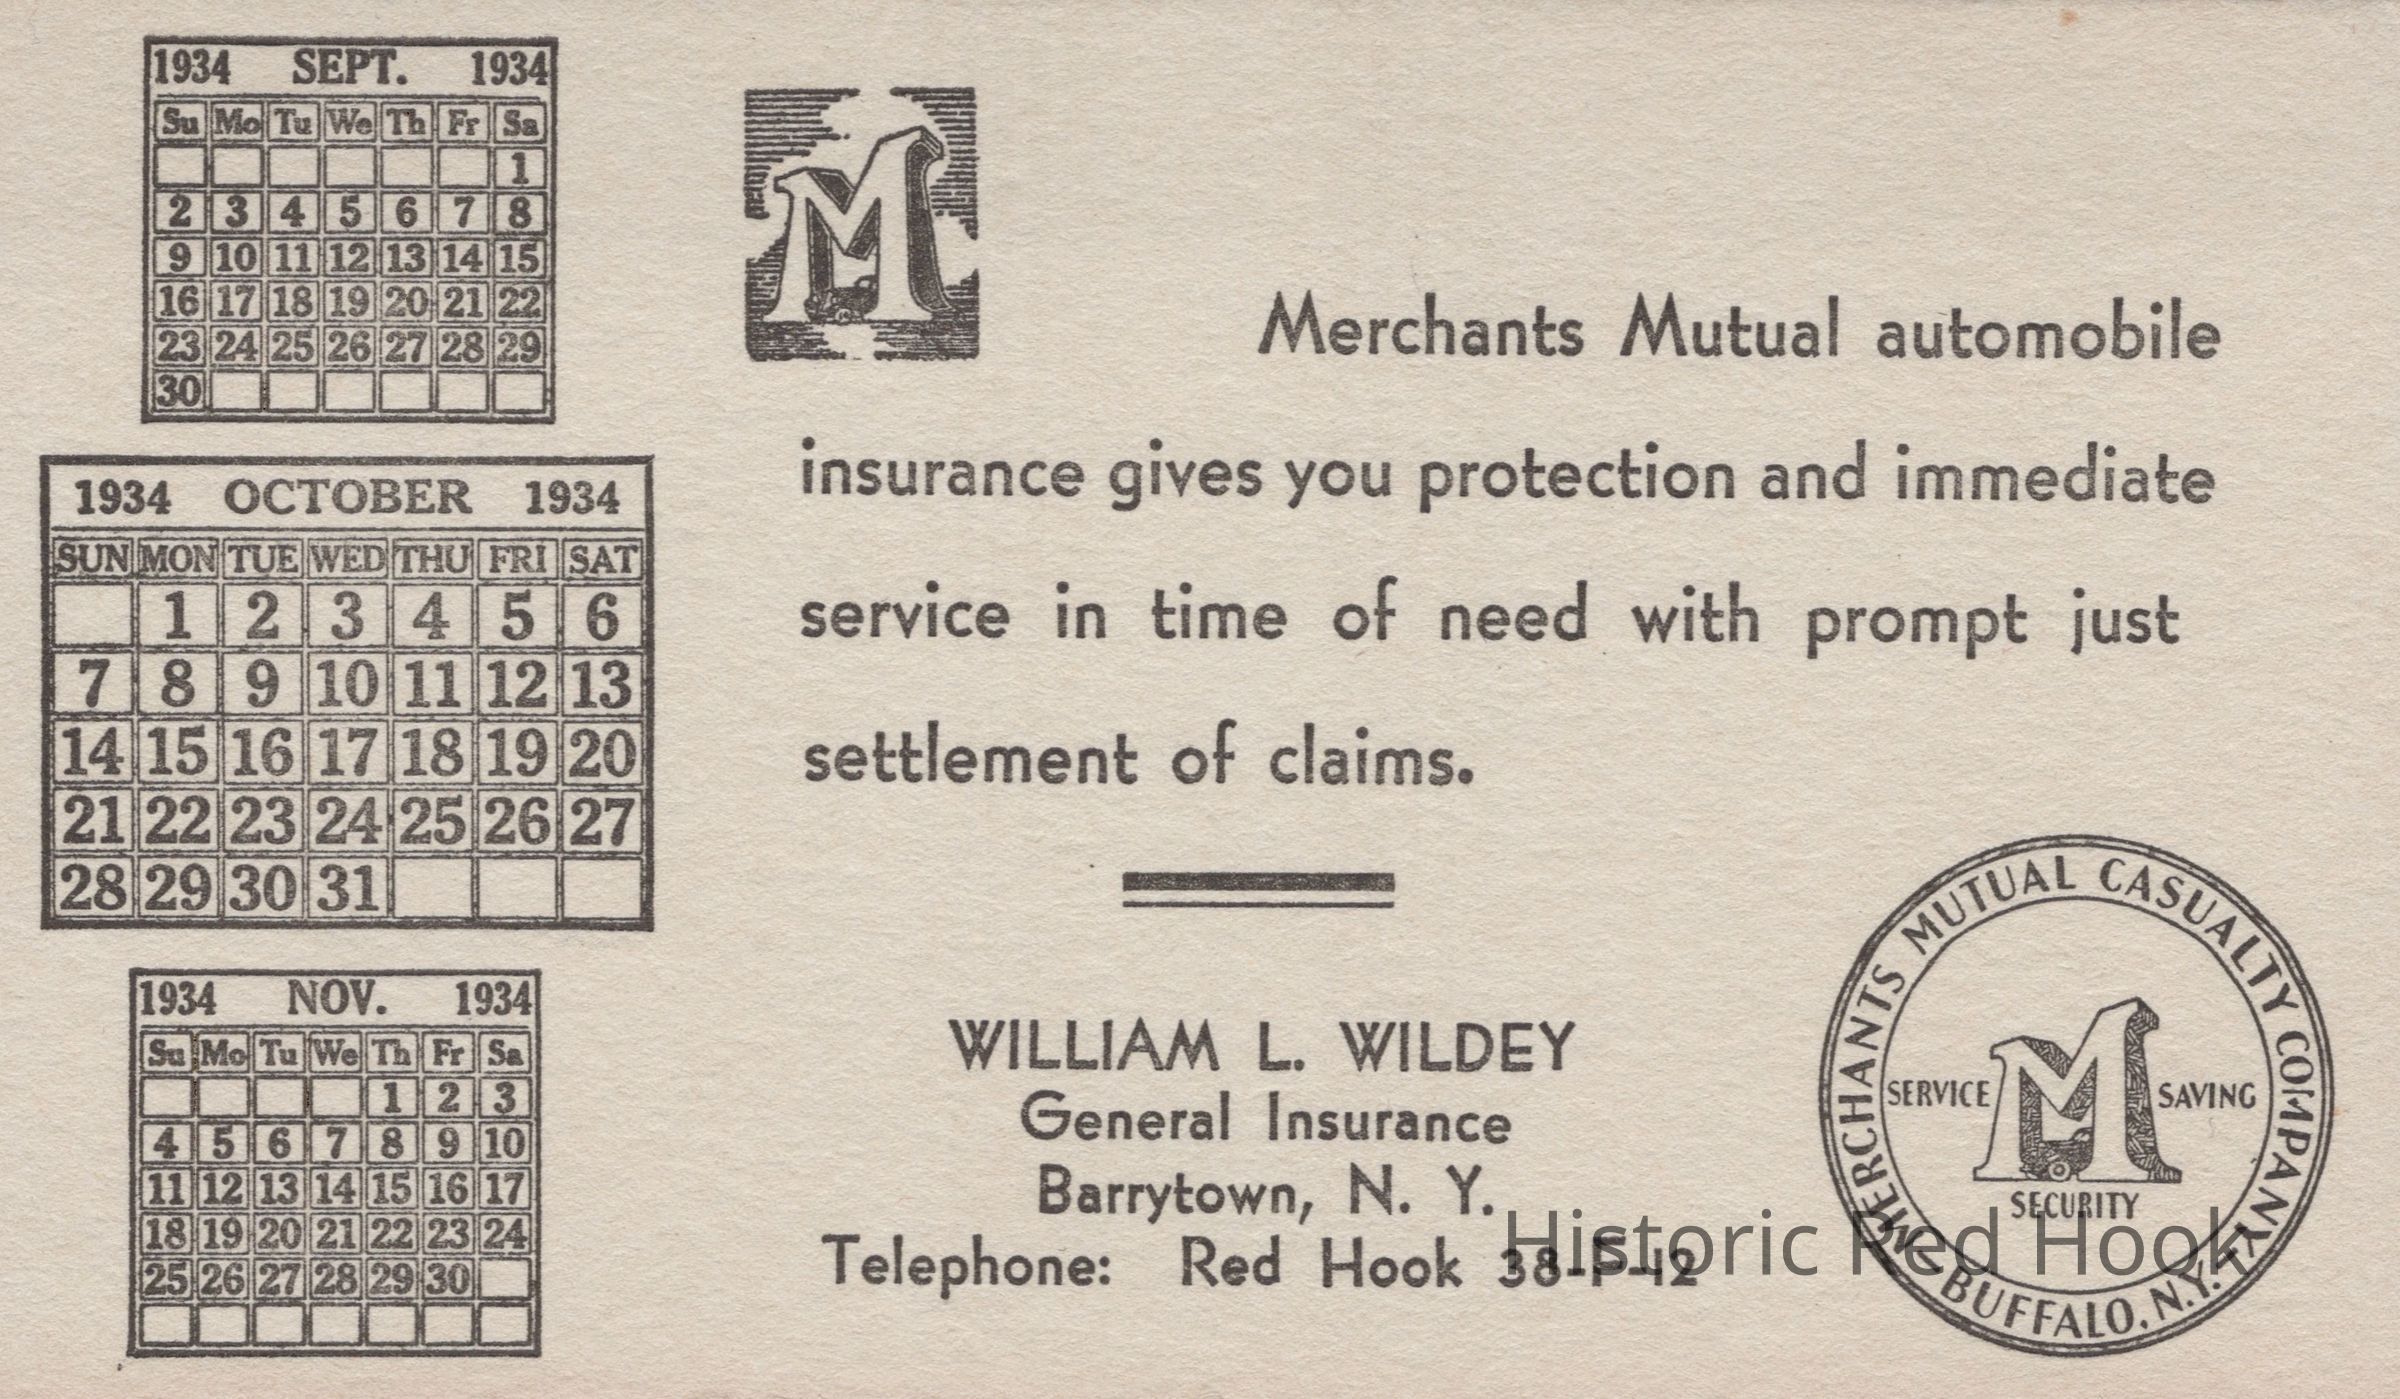 1934 SEPT. 1934
Su Mo Tu We Th Fr Sa
1
2 3 4 5 6 7 8
9 10 11 12 13 14 15
16 17 18 19 20 21 22
23 24 25 26 27 28 29
30
1934 OCTOBER 1934
SUN MON TUE WED THU FRI SAT
1 2 3 4 5 6
7 8 9 10 11 12 13
14 15 16 17 18 19 20
21 22 23 24 25 26 27
28 29 30 31
1934 NOV. 1934
Su Mo Tu We Th Fr Sa
1 2 3
4 5 6 7 8 9 10
11 12 13 14 15 16 17
18 19 20 21 22 23 24
25 26 27 28 29 30
M
Merchants Mutual automobile
insurance gives you protection and immediate
service in time of need with prompt just
settlement of claims.
WILLIAM L. WILDEY
General Insurance
Barrytown, N. Y.
Telephone: Red Hook 38-F-12
MERCHANTS MUTUAL CASUALTY COMPANY
SERVICE M SAVING
SECURITY
BUFFALO, N.Y.
Historic Red Hook